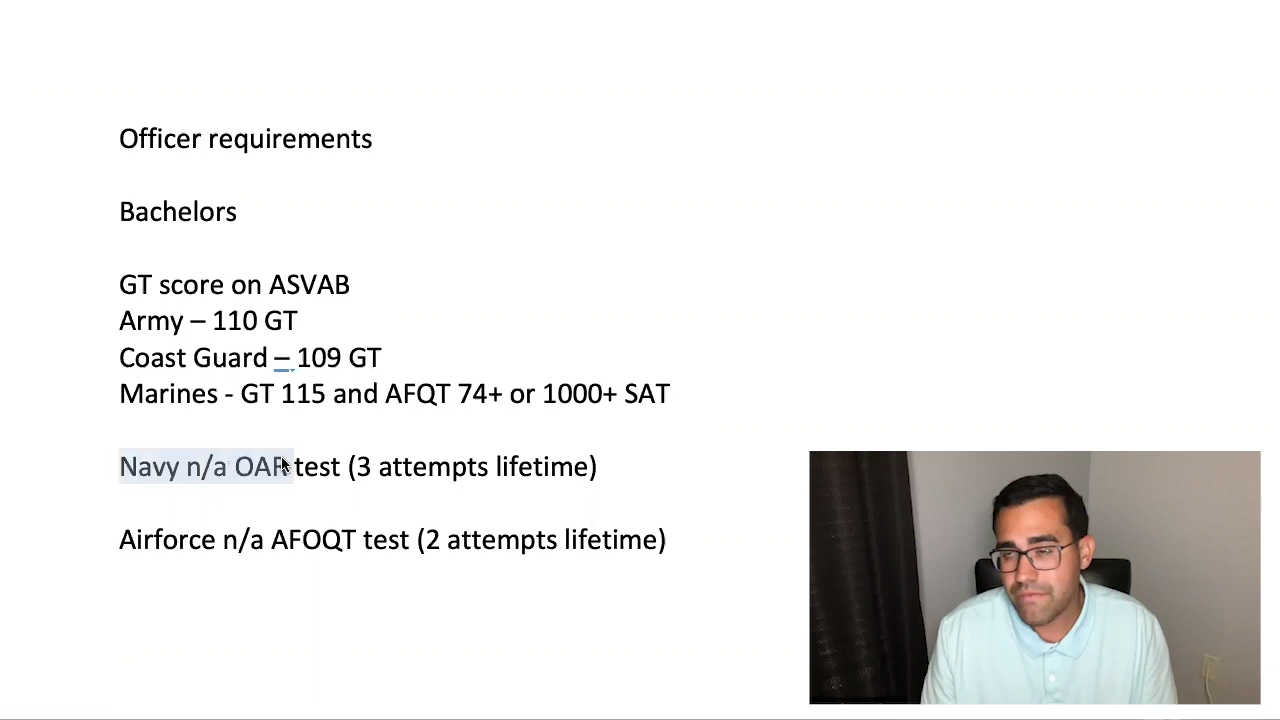 Officer requirements
Bachelors
GT score on ASVAB
Army – 110 GT
Coast Guard – 109 GT
Marines - GT 115 and AFQT 74+ or 1000+ SAT
Navy n/a OAR test (3 attempts lifetime)
Airforce n/a AFOQT test (2 attempts lifetime)